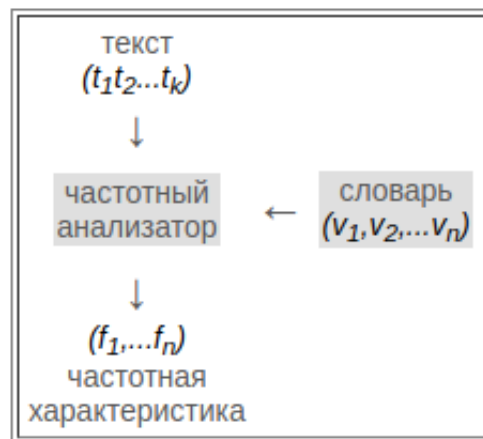 текст
(t₁t₂...tₖ)
↓
частотный
анализатор
←
словарь
(v₁,v₂,...vₙ)
↓
(f₁,...fₙ)
частотная
характеристика